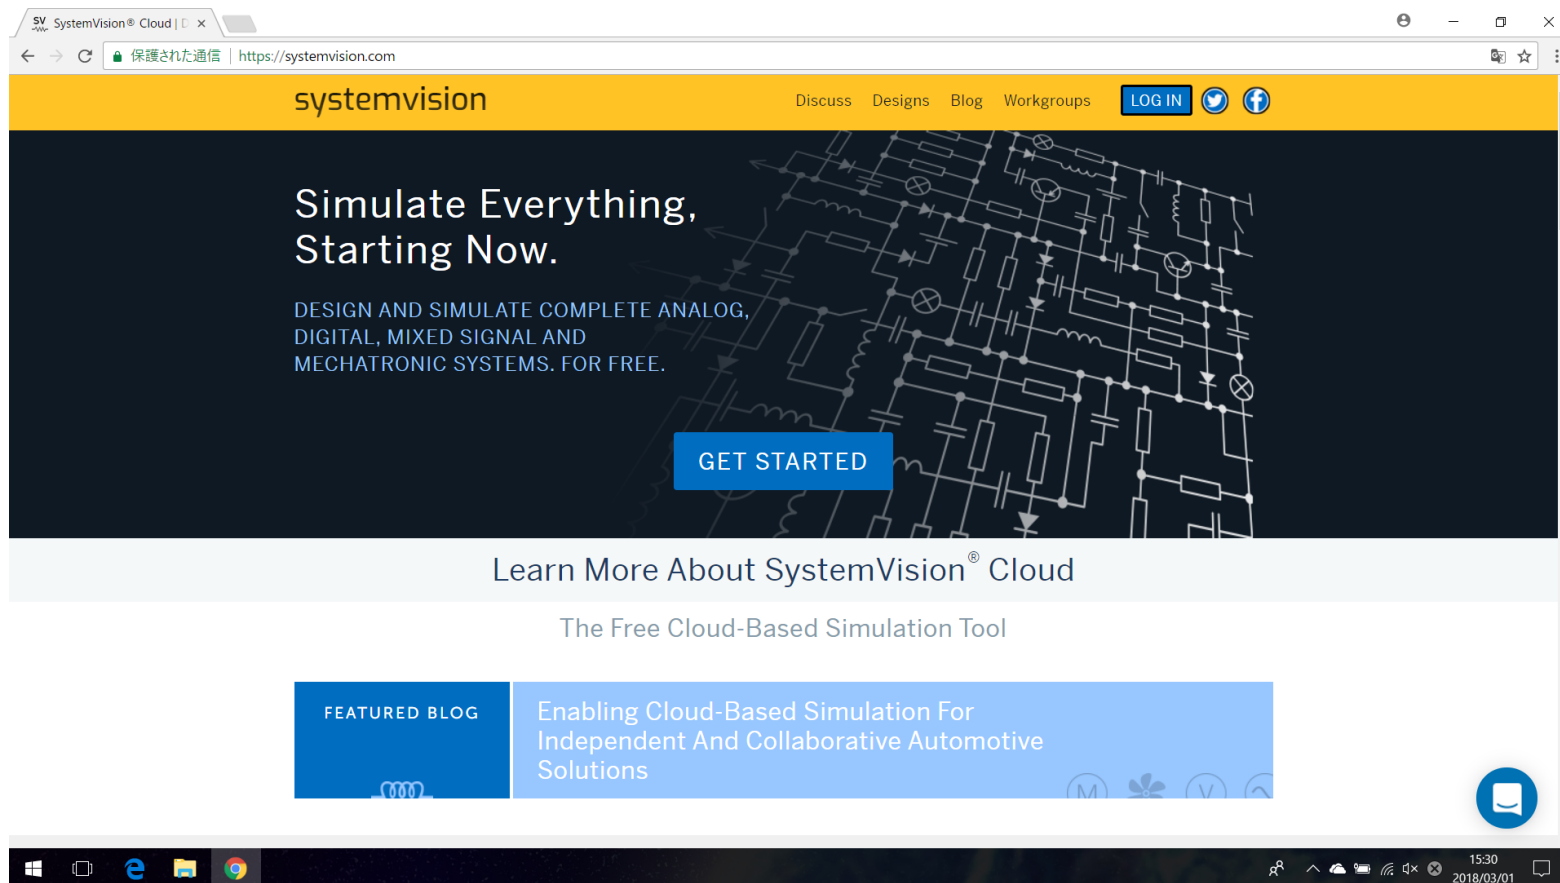 SV SystemVision® Cloud | D
保護された通信 | https://systemvision.com
systemvision
Discuss Designs Blog Workgroups LOG IN
Simulate Everything,
Starting Now.
DESIGN AND SIMULATE COMPLETE ANALOG,
DIGITAL, MIXED SIGNAL AND
MECHATRONIC SYSTEMS. FOR FREE.
GET STARTED
Learn More About SystemVision® Cloud
The Free Cloud-Based Simulation Tool
FEATURED BLOG
Enabling Cloud-Based Simulation For
Independent And Collaborative Automotive
Solutions
M V
15:30
2018/03/01